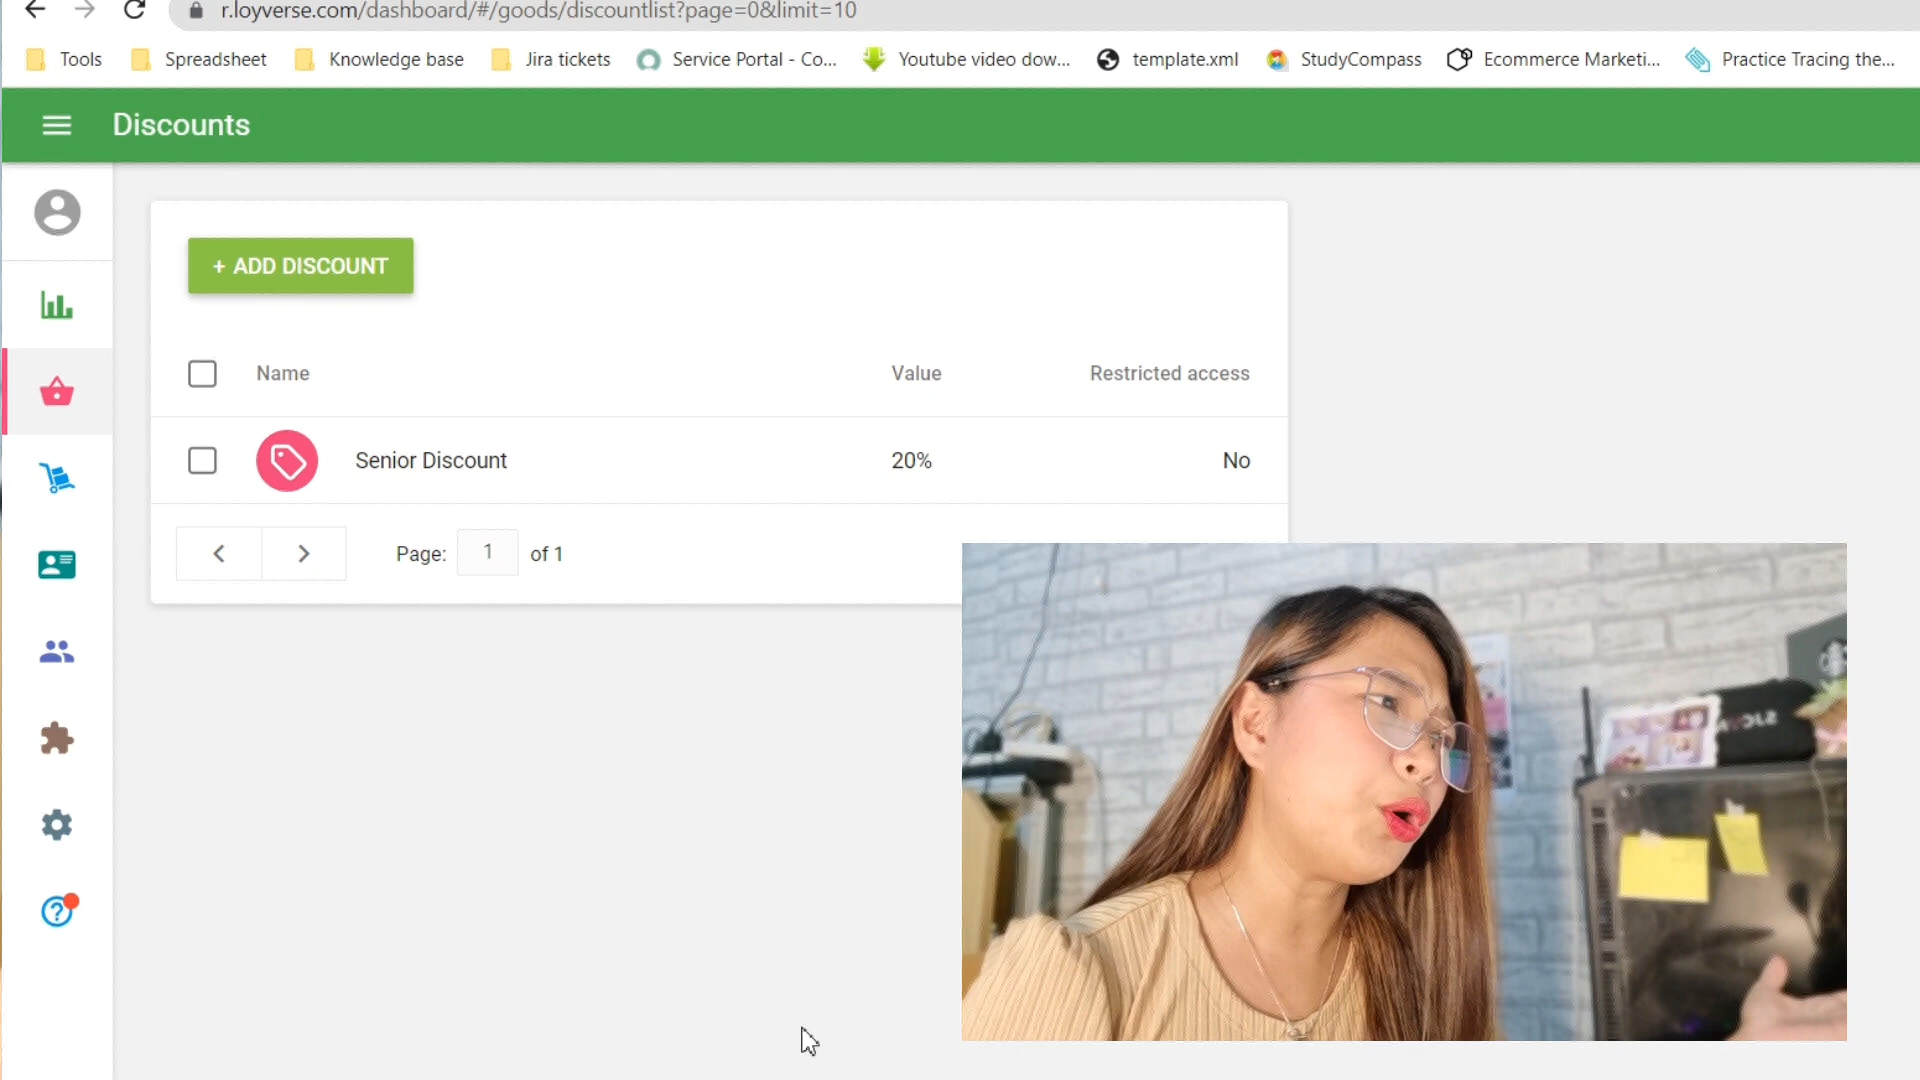 r.loyverse.com/dashboard/#/goods/discountlist?page=0&limit=10
Tools Spreadsheet Knowledge base Jira tickets Service Portal - Co... Youtube video dow... template.xml StudyCompass Ecommerce Marketi... Practice Tracing the...
Discounts
+ ADD DISCOUNT
Name Value Restricted access
Senior Discount 20% No
Page: 1 of 1